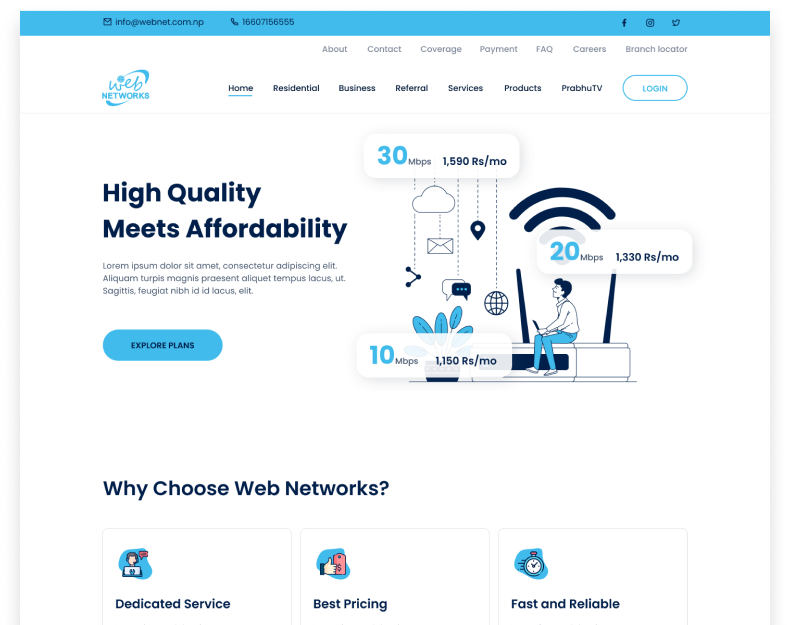 info@webnet.com.np 16607156555
About Contact Coverage Payment FAQ Careers Branch locator
web
NETWORKS
Home Residential Business Referral Services Products PrabhuTV LOGIN
30 Mbps 1,590 Rs/mo
High Quality
Meets Affordability
20 Mbps 1,330 Rs/mo
Lorem ipsum dolor sit amet, consectetur adipiscing elit.
Aliquam turpis magnis praesent aliquet tempus lacus, ut.
Sagittis, feugiat nibh id id lacus, elit.
EXPLORE PLANS
10 Mbps 1,150 Rs/mo
Why Choose Web Networks?
Dedicated Service Best Pricing Fast and Reliable